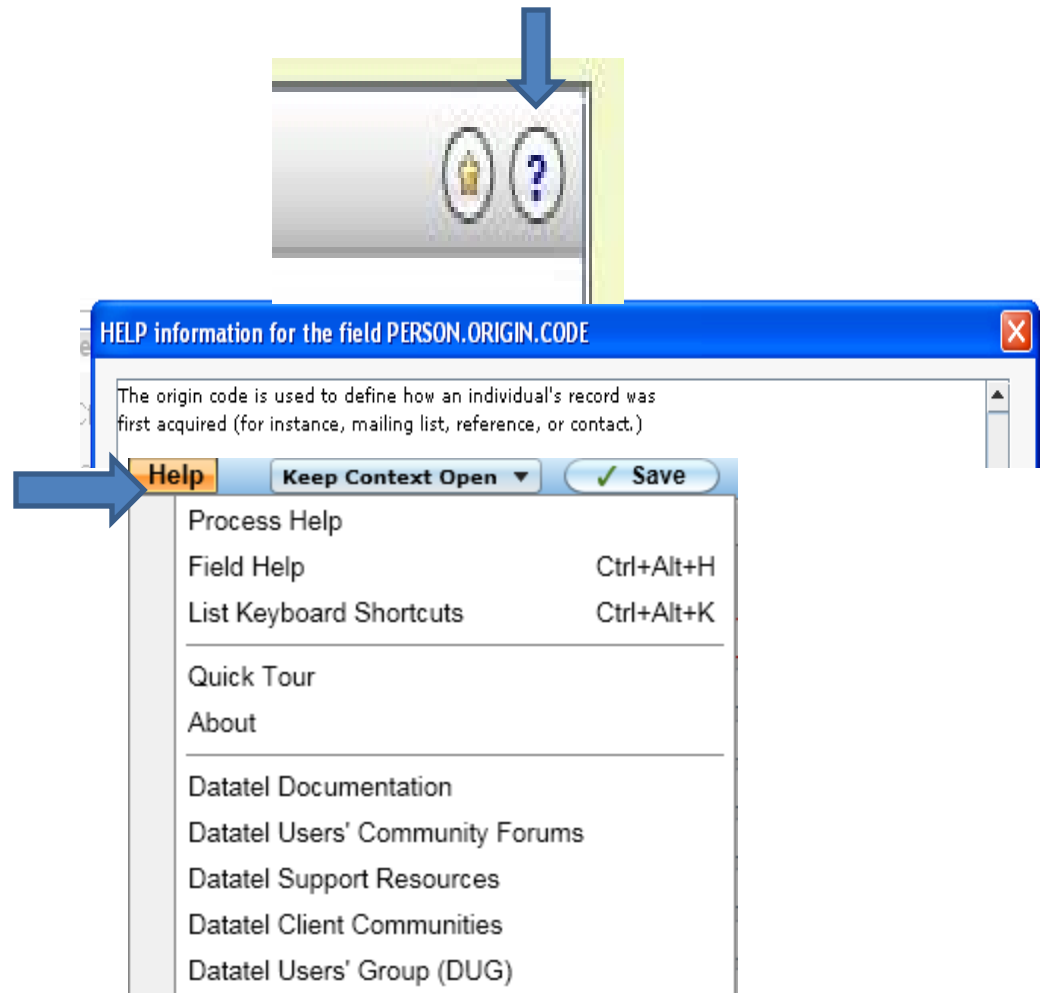 ?
HELP information for the field PERSON.ORIGIN.CODE
The origin code is used to define how an individual's record was
first acquired (for instance, mailing list, reference, or contact.)
Help Keep Context Open ▼ ✓ Save
Process Help
Field Help Ctrl+Alt+H
List Keyboard Shortcuts Ctrl+Alt+K
Quick Tour
About
Datatel Documentation
Datatel Users' Community Forums
Datatel Support Resources
Datatel Client Communities
Datatel Users' Group (DUG)